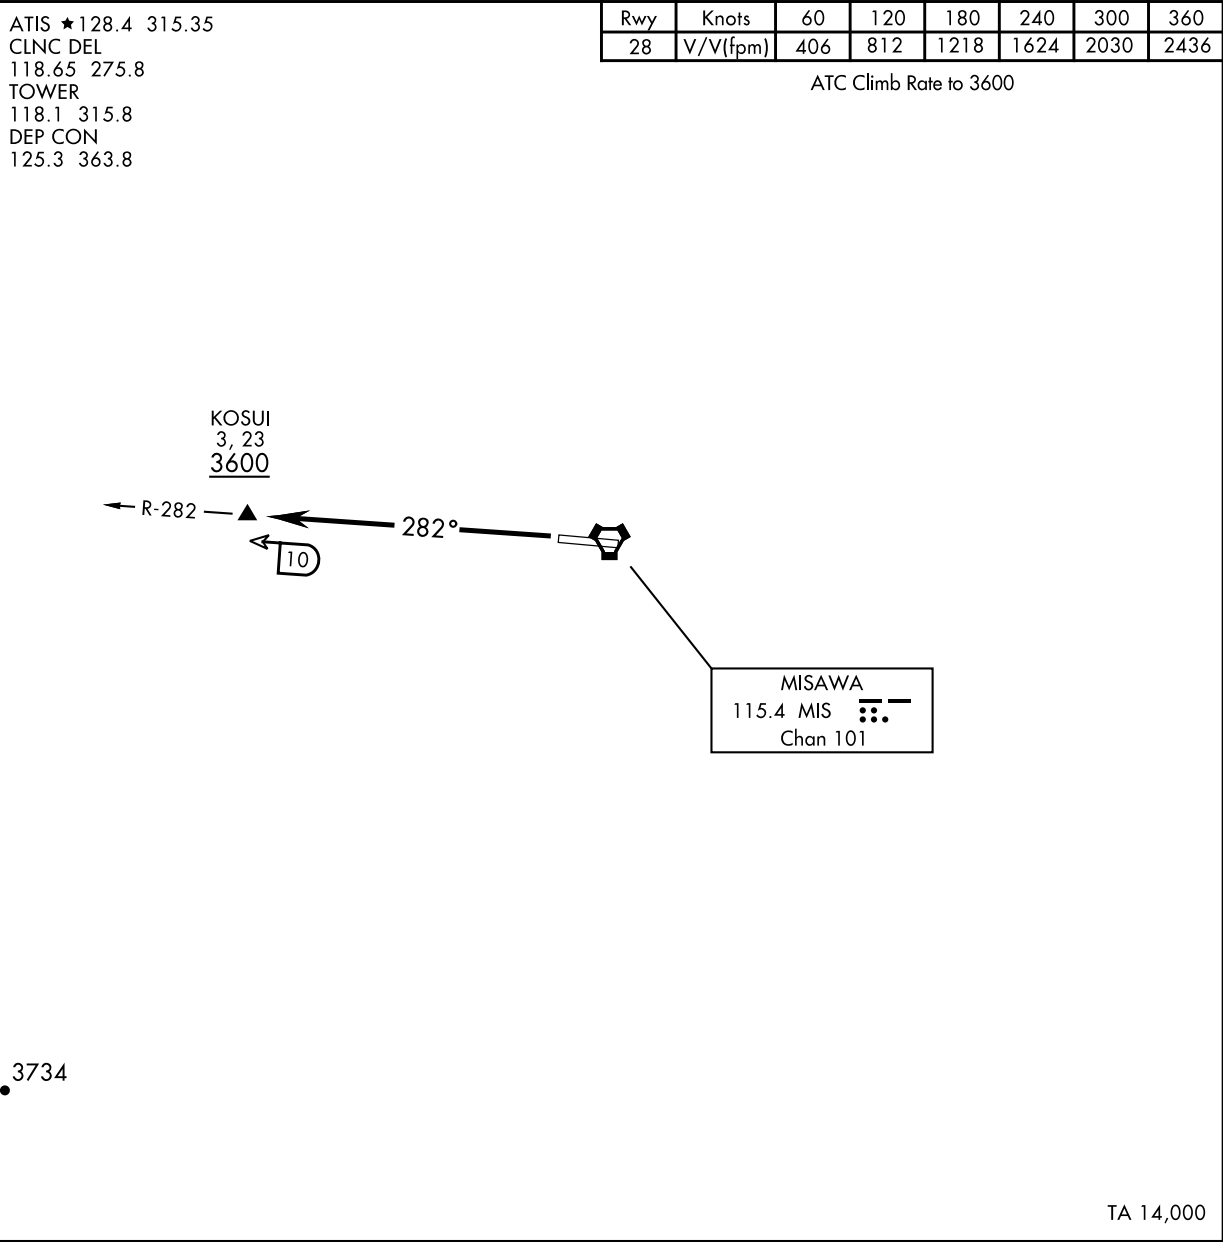 ATIS ★128.4 315.35
CLNC DEL
118.65 275.8
TOWER
118.1 315.8
DEP CON
125.3 363.8
Rwy Knots 60 120 180 240 300 360
28 V/V(fpm) 406 812 1218 1624 2030 2436
ATC Climb Rate to 3600
KOSUI
3, 23
3600
R-282
282°
10
MISAWA
115.4 MIS
Chan 101
3734
TA 14,000